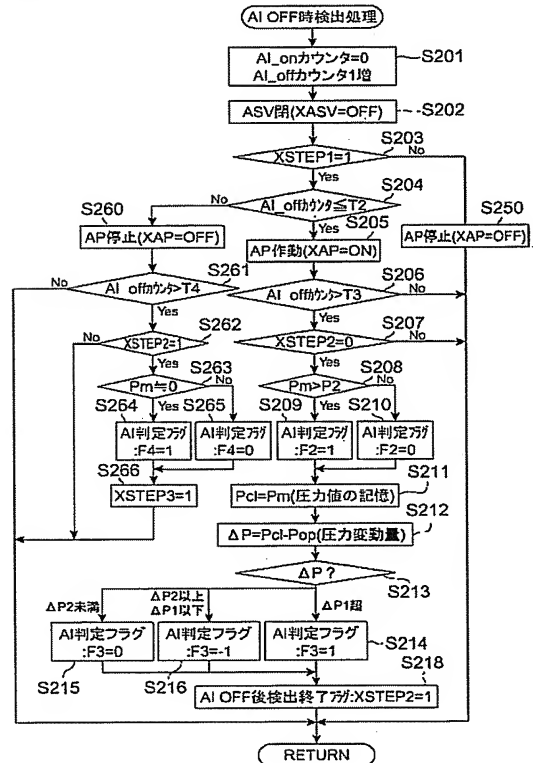 AI OFF時検出処理
AI_onカウンタ=0
AI_offカウンタ1増
S201
ASV閉(XASV=OFF)
S202
S203
XSTEP1=1
No
Yes
S204
AI_offカウンタ≦T2
No
Yes
S260
AP停止(XAP=OFF)
S205
AP作動(XAP=ON)
S250
AP停止(XAP=OFF)
S261
AI_offカウンタ>T4
No
Yes
S206
AI_offカウンタ>T3
No
Yes
S262
XSTEP2=1
No
Yes
S207
XSTEP2=0
No
Yes
S263
Pm≒0
No
Yes
S208
Pm>P2
No
Yes
S264
AI判定フラグ
:F4=1
S265
AI判定フラグ
:F4=0
S209
AI判定フラグ
:F2=1
S210
AI判定フラグ
:F2=0
S266
XSTEP3=1
S211
Pcl=Pm(圧力値の記憶)
S212
ΔP=Pcl-Pop(圧力変動量)
ΔP?
S213
ΔP2未満
ΔP2以上
ΔP1以下
ΔP1超
AI判定フラグ
:F3=0
S215
AI判定フラグ
:F3=-1
S216
AI判定フラグ
:F3=1
S214
S218
AI OFF後検出終了フラグ:XSTEP2=1
RETURN